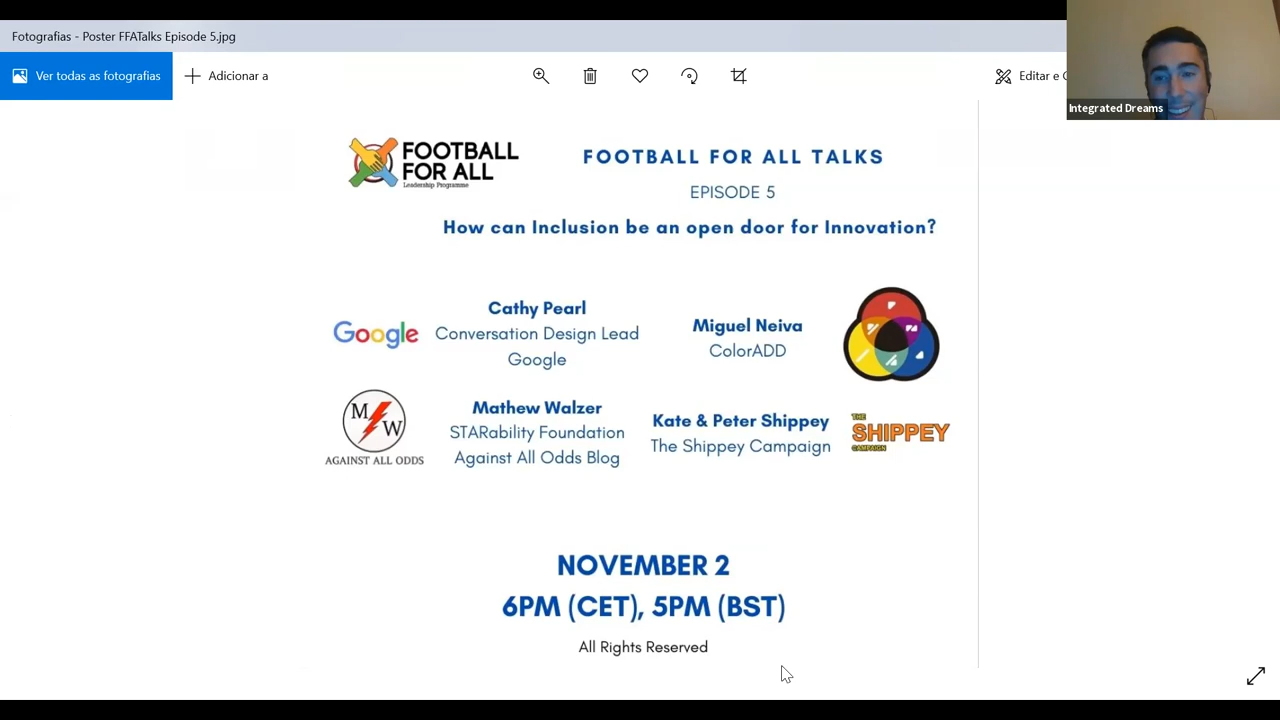 Fotografias - Poster FFATalks Episode 5.jpg
Ver todas as fotografias
Adicionar a
Editar e
Integrated Dreams
FOOTBALL
FOR ALL
Leadership Programme
FOOTBALL FOR ALL TALKS
EPISODE 5
How can Inclusion be an open door for Innovation?
Google
Cathy Pearl
Conversation Design Lead
Google
Miguel Neiva
ColorADD
M
W
AGAINST ALL ODDS
Mathew Walzer
STARability Foundation
Against All Odds Blog
Kate & Peter Shippey
The Shippey Campaign
THE
SHIPPEY
CAMPAIGN
NOVEMBER 2
6PM (CET), 5PM (BST)
All Rights Reserved